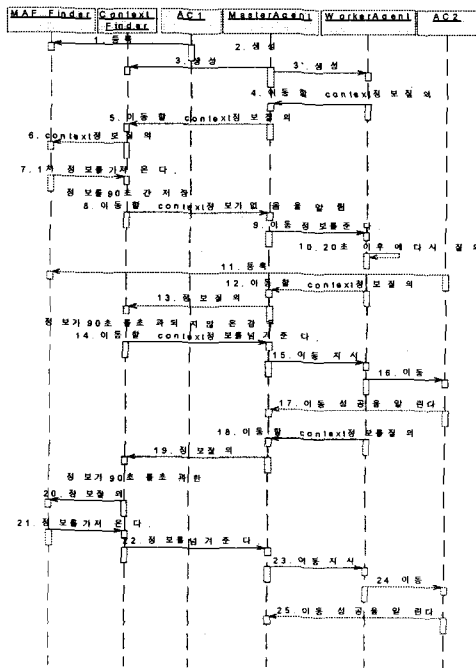 MAF Finder
Context Finder
AC1
MasterAgent
WorkerAgent
AC2
1. 등록
2. 생성
3. 생성
3'. 생성
4. 이동할 context정보질의
5. 이동할 context정보질의
6. context정보질의
7. 1차 정보를가져 온다.
정보를90초 간 저장
8. 이동할 context정보가 없음을 알림
9. 이동 정보를 준다
10. 20초 이후에 다시 질의
11. 등록
12. 이동할 context정보질의
13. 정보질의
정보가 90초 를초 과되지 않은 경우
14. 이동할 context정보를넘겨준 다.
15. 이동 지시
16. 이동
17. 이동 성공을 알 린다
18. 이동할 context정보를질의
19. 정보질의
정보가 90초 를초 과한
20. 정보질의
21. 정보를가져 온다.
22. 정보를넘겨준 다.
23. 이동 지시
24 이동
25. 이동 성공을 알 린다